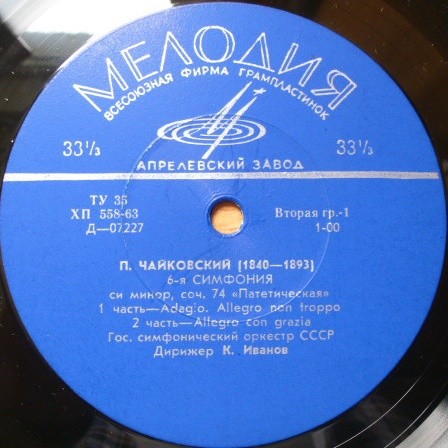 МЕЛОДИЯ
ВСЕСОЮЗНАЯ ФИРМА ГРАМПЛАСТИНОК
33⅓ 33⅓
АПРЕЛЕВСКИЙ ЗАВОД
ТУ 35
ХП 558-63 Вторая гр.-1
Д—07227 1-00
П. ЧАЙКОВСКИЙ (1840—1893)
6-я СИМФОНИЯ
си минор, соч. 74 «Патетическая»
1 часть—Adagio. Allegro non troppo
2 часть—Allegro con grazia
Гос. симфонический оркестр СССР
Дирижер К. Иванов